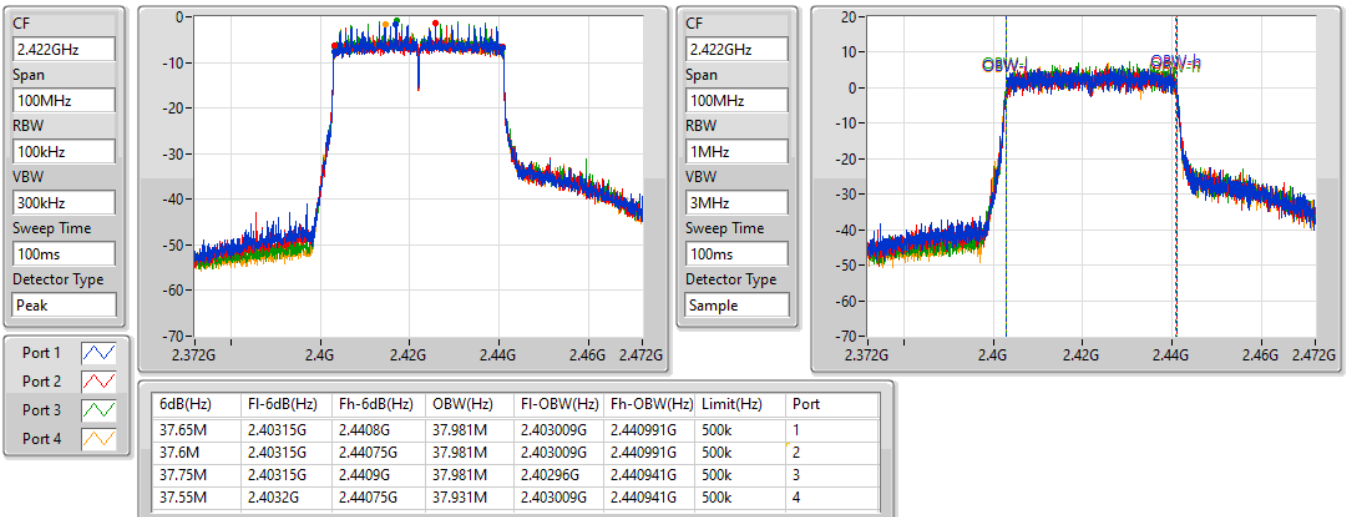 CF
2.422GHz
Span
100MHz
RBW
100kHz
VBW
300kHz
Sweep Time
100ms
Detector Type
Peak
0
-10
-20
-30
-40
-50
-60
-70
2.372G 2.4G 2.42G 2.44G 2.46G 2.472G
CF
2.422GHz
Span
100MHz
RBW
1MHz
VBW
3MHz
Sweep Time
100ms
Detector Type
Sample
20
10
0
-10
-20
-30
-40
-50
-60
-70
OBW-l OBW-h
2.372G 2.4G 2.42G 2.44G 2.46G 2.472G
Port 1
Port 2
Port 3
Port 4
6dB(Hz) Fl-6dB(Hz) Fh-6dB(Hz) OBW(Hz) Fl-OBW(Hz) Fh-OBW(Hz) Limit(Hz) Port
37.65M 2.40315G 2.4408G 37.981M 2.403009G 2.440991G 500k 1
37.6M 2.40315G 2.44075G 37.981M 2.403009G 2.440991G 500k 2
37.75M 2.40315G 2.4409G 37.981M 2.40296G 2.440941G 500k 3
37.55M 2.4032G 2.44075G 37.931M 2.403009G 2.440941G 500k 4